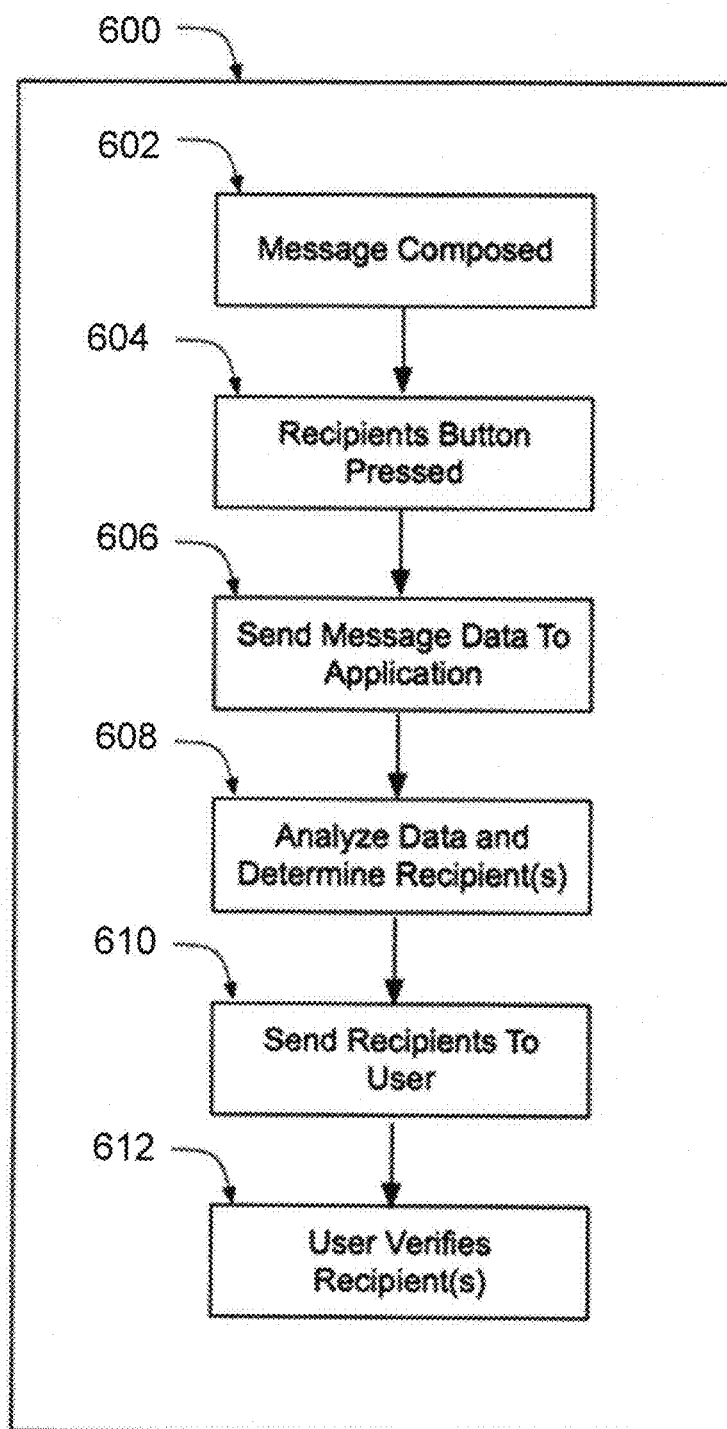 600
602
Message Composed
604
Recipients Button
Pressed
606
Send Message Data To
Application
608
Analyze Data and
Determine Recipient(s)
610
Send Recipients To
User
612
User Verifies
Recipient(s)